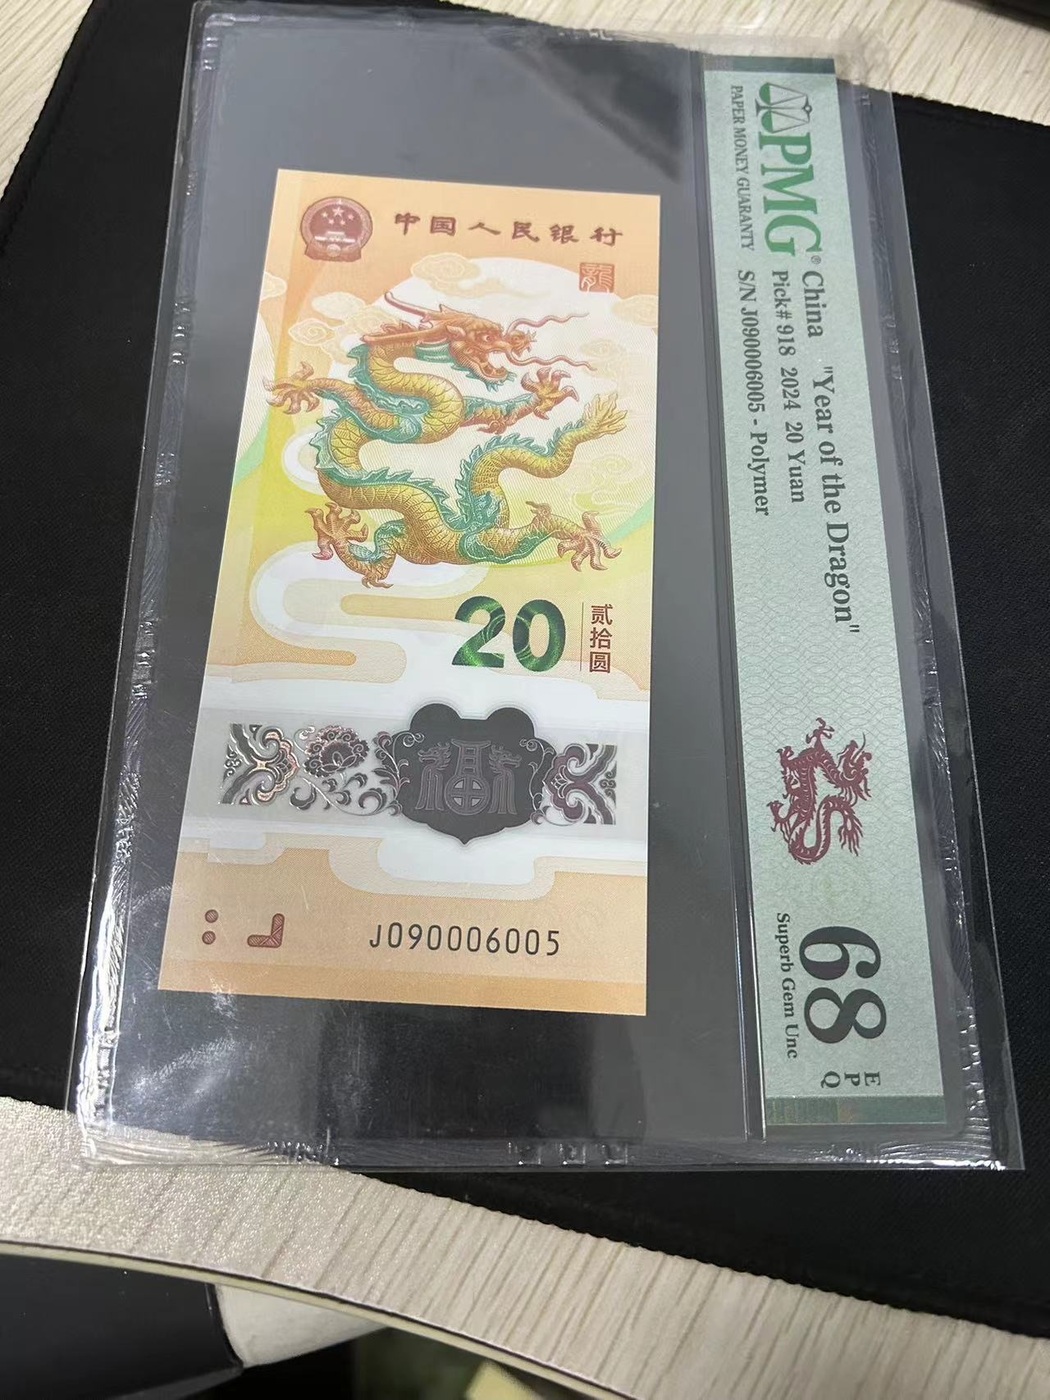 中国人民银行
龍
20
贰拾圆
福
J090006005
PMG®
PAPER MONEY GUARANTY
China "Year of the Dragon"
Pick# 918 2024 20 Yuan
S/N J090006005 - Polymer
68
EPQ
Superb Gem Unc